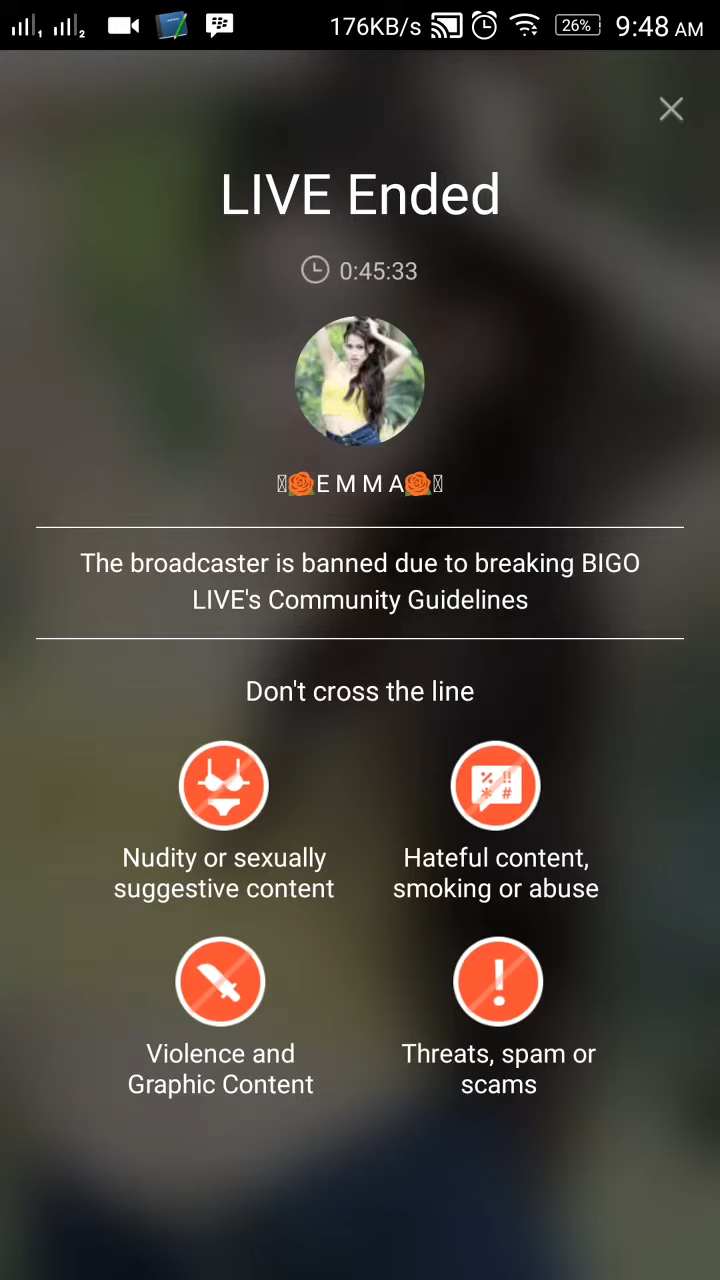 176KB/s 26% 9:48 AM
LIVE Ended
0:45:33
🌹E M M A🌹
The broadcaster is banned due to breaking BIGO
LIVE's Community Guidelines
Don't cross the line
Nudity or sexually
suggestive content
Hateful content,
smoking or abuse
Violence and
Graphic Content
Threats, spam or
scams